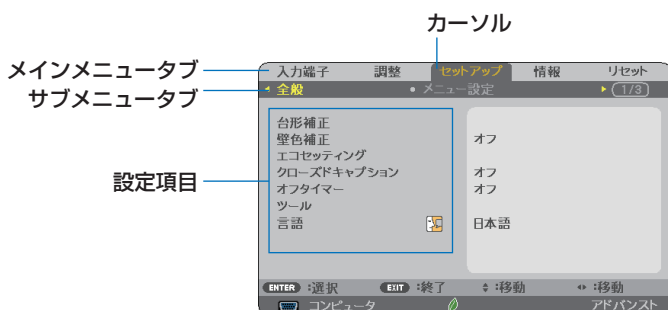 カーソル
メインメニュータブ
サブメニュータブ
設定項目
入力端子 調整 セットアップ 情報 リセット
全般 メニュー設定 1/3
台形補正
壁色補正 オフ
エコセッティング
クローズドキャプション オフ
オフタイマー オフ
ツール
言語 日本語
ENTER :選択 EXIT :終了 :移動 :移動
コンピュータ アドバンスト